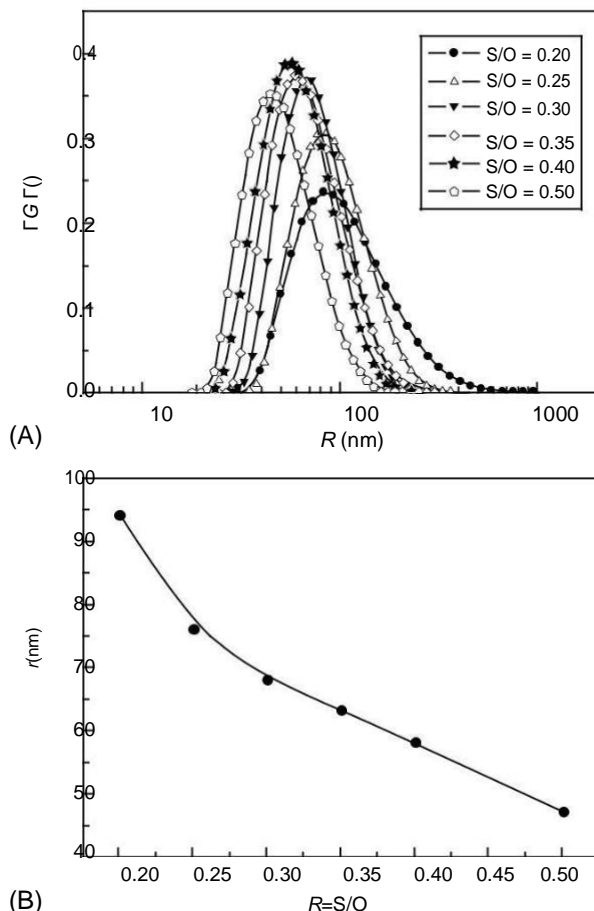 0.4
0.3
0.2
0.1
0.0
Γ G Γ()
S/O = 0.20
S/O = 0.25
S/O = 0.30
S/O = 0.35
S/O = 0.40
S/O = 0.50
10 100 1000
(A)
R (nm)
100
90
80
70
60
50
40
r(nm)
0.20 0.25 0.30 0.35 0.40 0.45 0.50
(B)
R=S/O